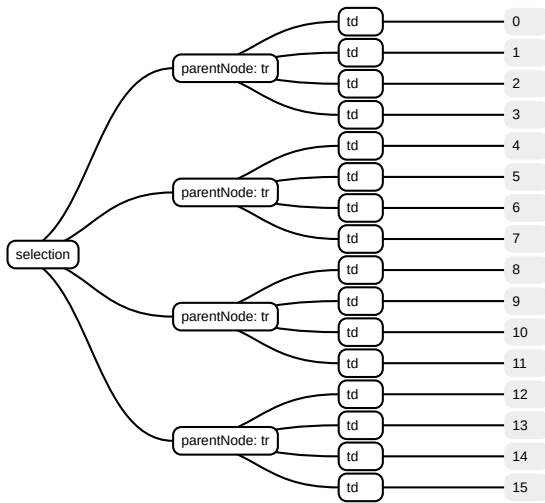 td 0
td 1
parentNode: tr
td 2
td 3
td 4
td 5
parentNode: tr
td 6
td 7
selection
td 8
td 9
parentNode: tr
td 10
td 11
td 12
td 13
parentNode: tr
td 14
td 15